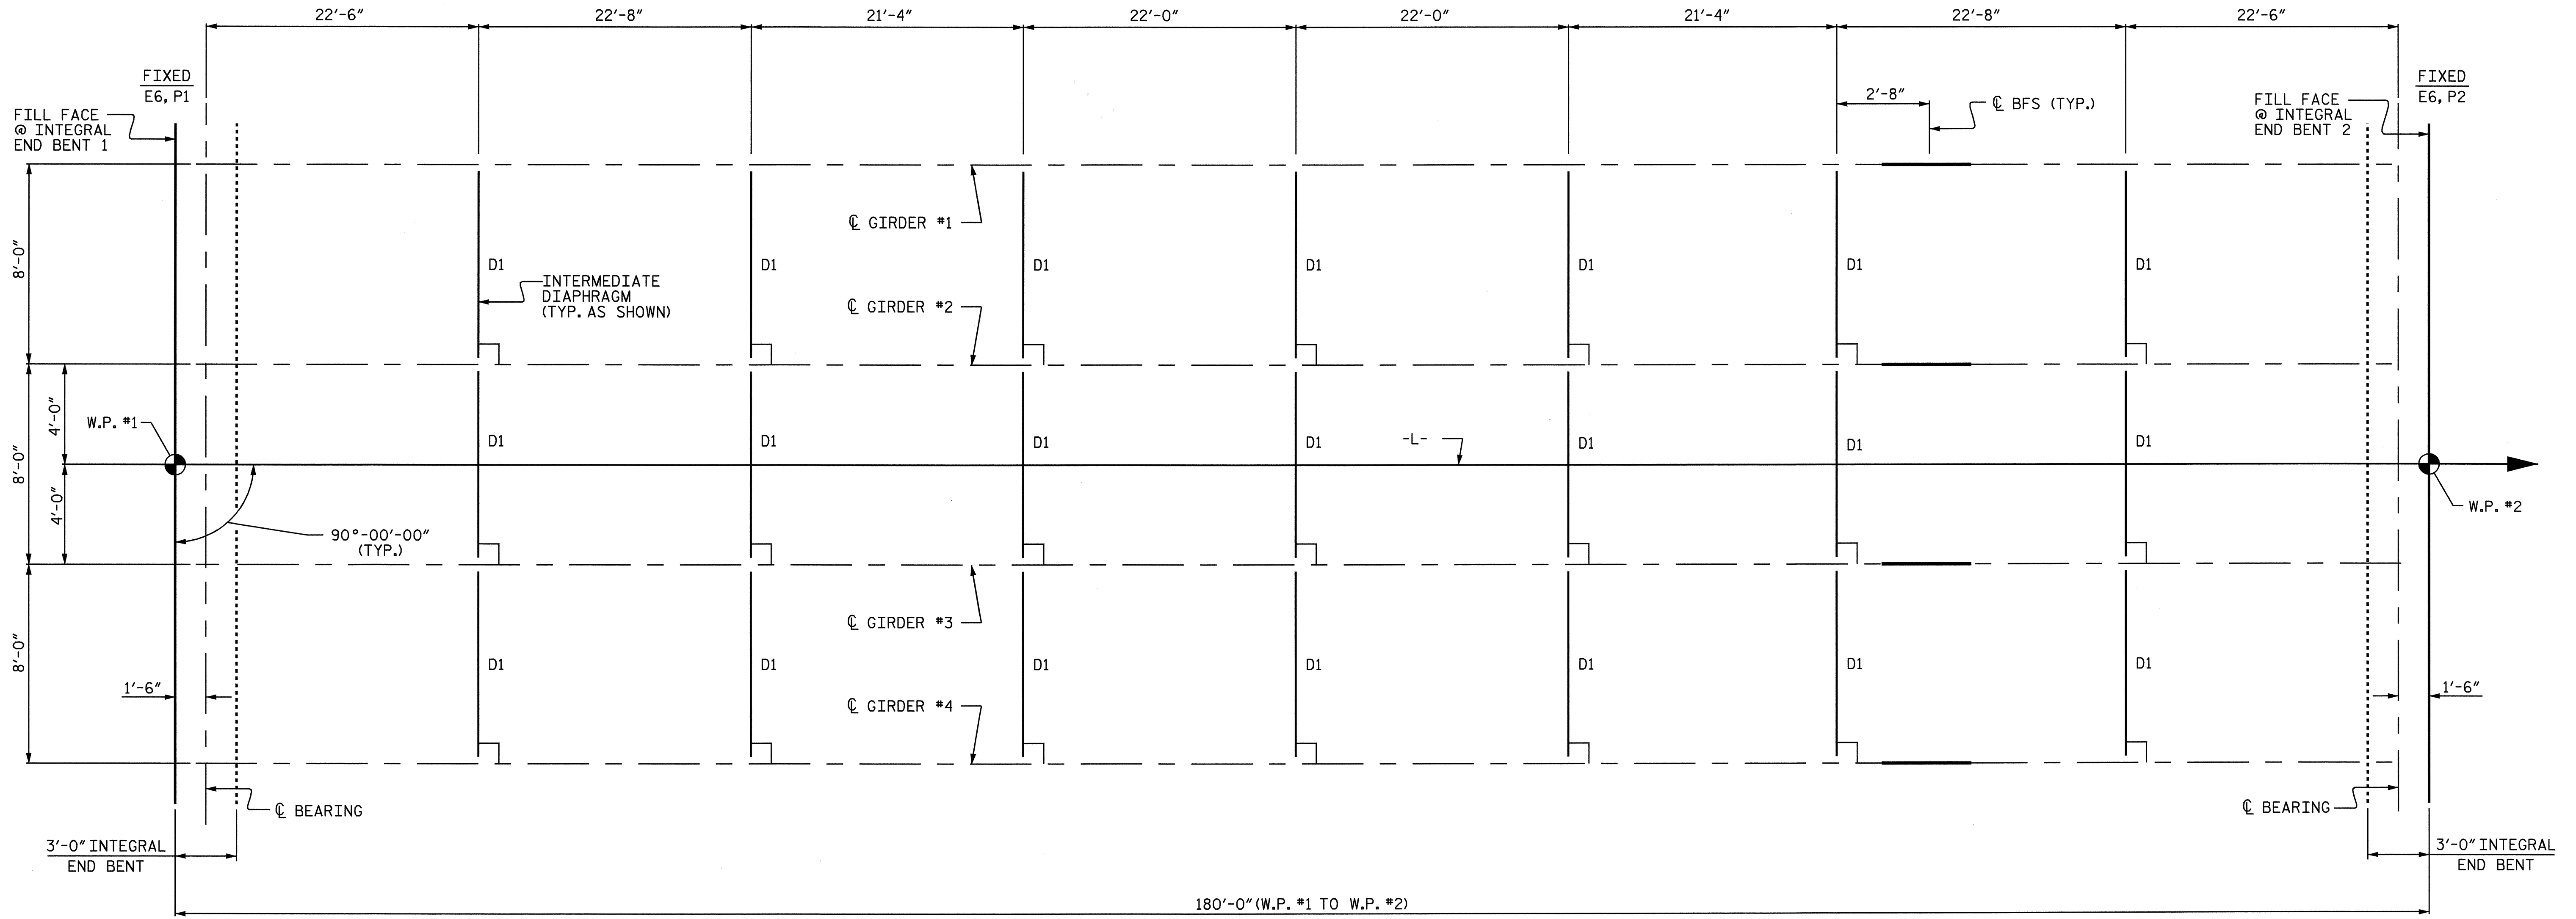 22'-6" 22'-8" 21'-4" 22'-0" 22'-0" 21'-4" 22'-8" 22'-6"
FIXED
E6, P1
FILL FACE
@ INTEGRAL
END BENT 1
2'-8"
℄ BFS (TYP.)
FIXED
E6, P2
FILL FACE
@ INTEGRAL
END BENT 2
8'-0"
℄ GIRDER #1
D1 D1 D1 D1 D1 D1 D1
INTERMEDIATE
DIAPHRAGM
(TYP. AS SHOWN)
℄ GIRDER #2
8'-0"
4'-0"
4'-0"
W.P. #1
D1 D1 D1 D1 D1 D1 D1
-L-
W.P. #2
90°-00'-00"
(TYP.)
8'-0"
℄ GIRDER #3
D1 D1 D1 D1 D1 D1 D1
1'-6"
℄ GIRDER #4
1'-6"
℄ BEARING
℄ BEARING
3'-0" INTEGRAL
END BENT
3'-0" INTEGRAL
END BENT
180'-0" (W.P. #1 TO W.P. #2)